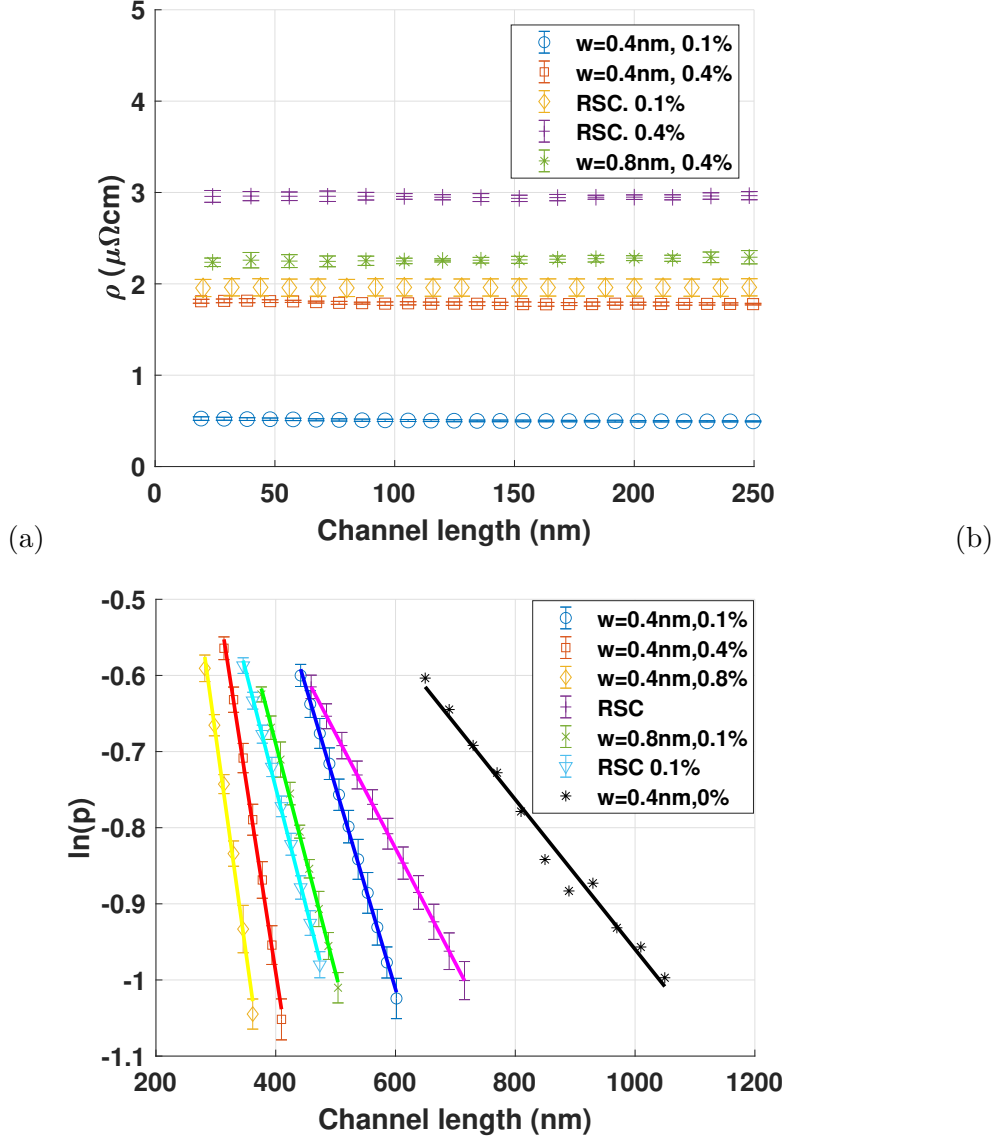 5
4
3
2
1
0
ρ (μΩcm)
w=0.4nm, 0.1%
w=0.4nm, 0.4%
RSC. 0.1%
RSC. 0.4%
w=0.8nm, 0.4%
0 50 100 150 200 250
Channel length (nm)
(a)
(b)
-0.5
-0.6
-0.7
-0.8
-0.9
-1
-1.1
ln(p)
w=0.4nm,0.1%
w=0.4nm,0.4%
w=0.4nm,0.8%
RSC
w=0.8nm,0.1%
RSC 0.1%
w=0.4nm,0%
200 400 600 800 1000 1200
Channel length (nm)